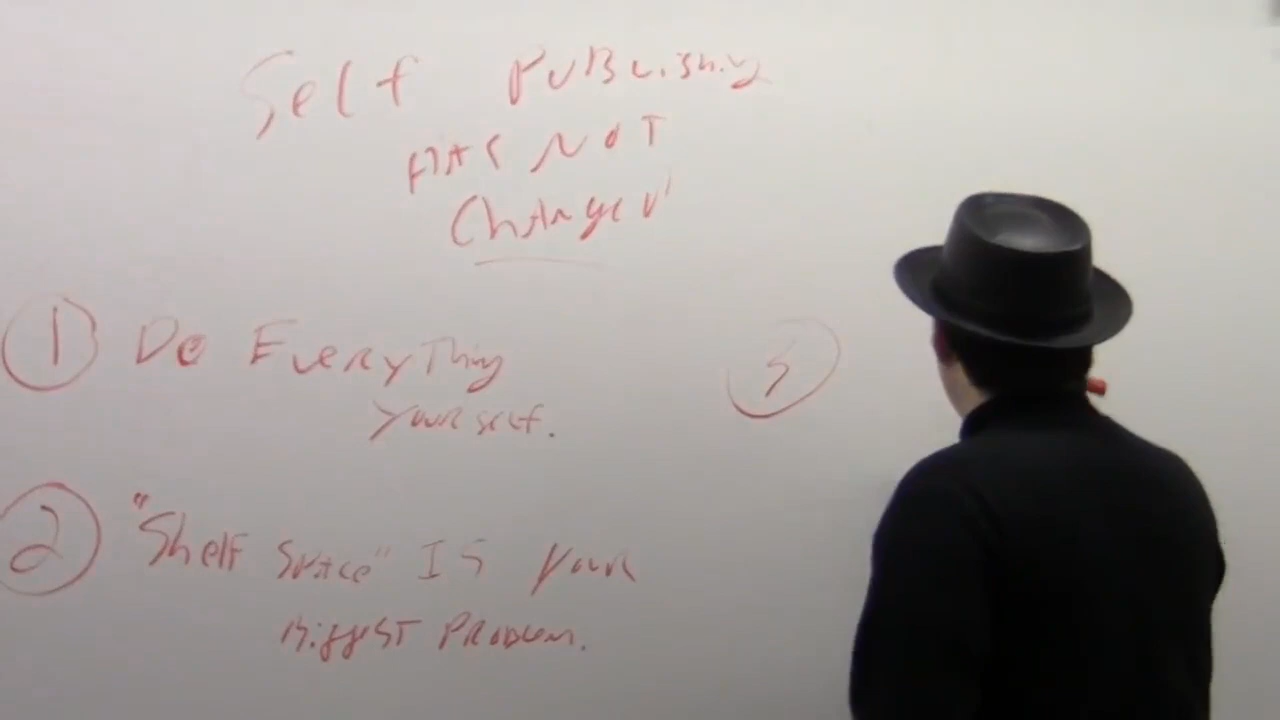 Self Publishing
HAS NOT
Changed
1 Do EveryThing
Yourself.
2 "Shelf Space" IS Your
Biggest Problem.
3